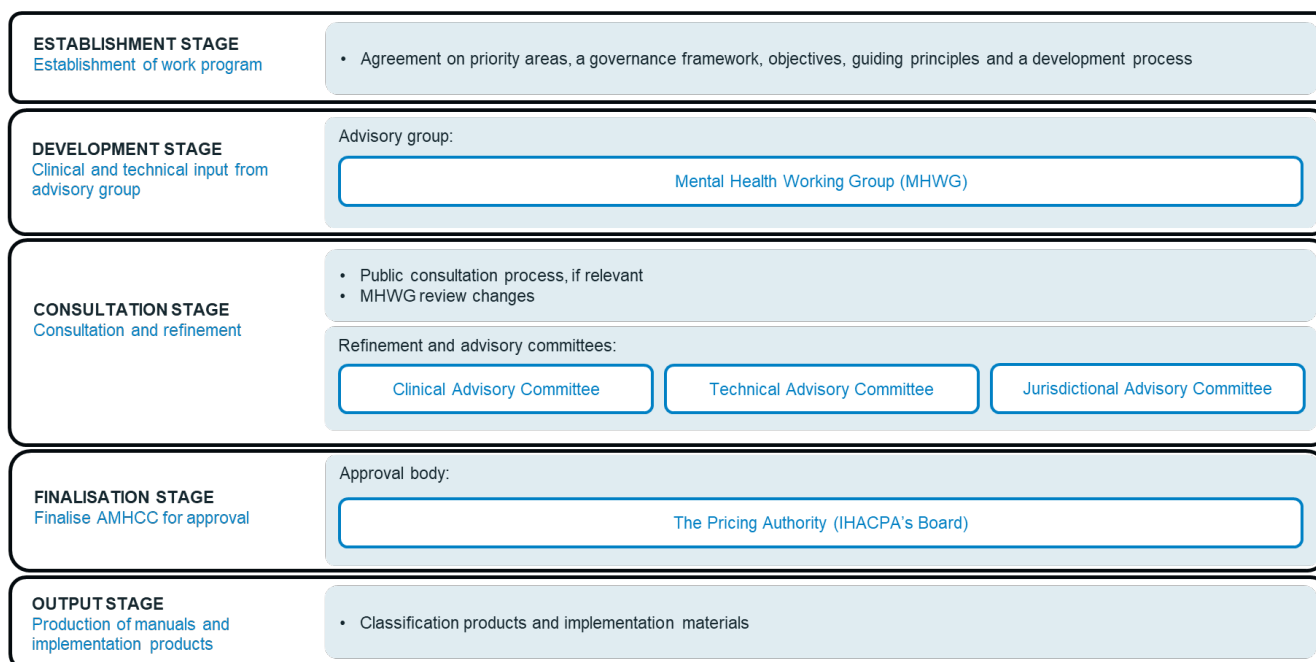 ESTABLISHMENT STAGE
Establishment of work program
• Agreement on priority areas, a governance framework, objectives, guiding principles and a development process
DEVELOPMENT STAGE
Clinical and technical input from
advisory group
Advisory group:
Mental Health Working Group (MHWG)
CONSULTATION STAGE
Consultation and refinement
• Public consultation process, if relevant
• MHWG review changes
Refinement and advisory committees:
Clinical Advisory Committee
Technical Advisory Committee
Jurisdictional Advisory Committee
FINALISATION STAGE
Finalise AMHCC for approval
Approval body:
The Pricing Authority (IHACPA's Board)
OUTPUT STAGE
Production of manuals and
implementation products
• Classification products and implementation materials